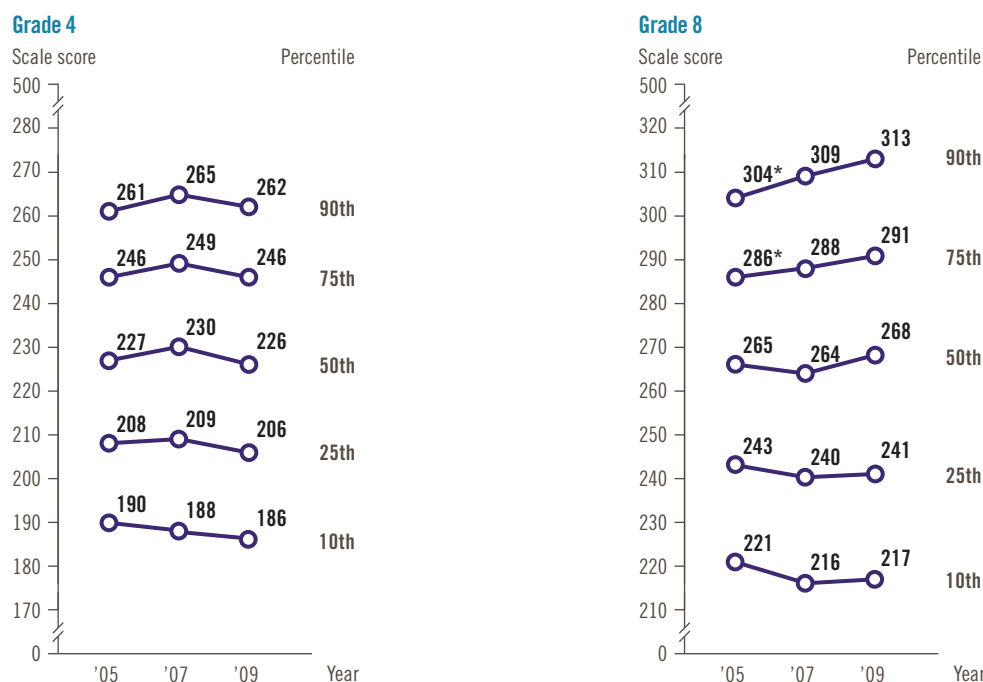 Grade 4
Scale score Percentile
500
280
270
260
250
240
230
220
210
200
190
180
170
0
261 265 262 90th
246 249 246 75th
227 230 226 50th
208 209 206 25th
190 188 186 10th
’05 ’07 ’09 Year
Grade 8
Scale score Percentile
500
320
310
300
290
280
270
260
250
240
230
220
210
0
304* 309 313 90th
286* 288 291 75th
265 264 268 50th
243 240 241 25th
221 216 217 10th
’05 ’07 ’09 Year